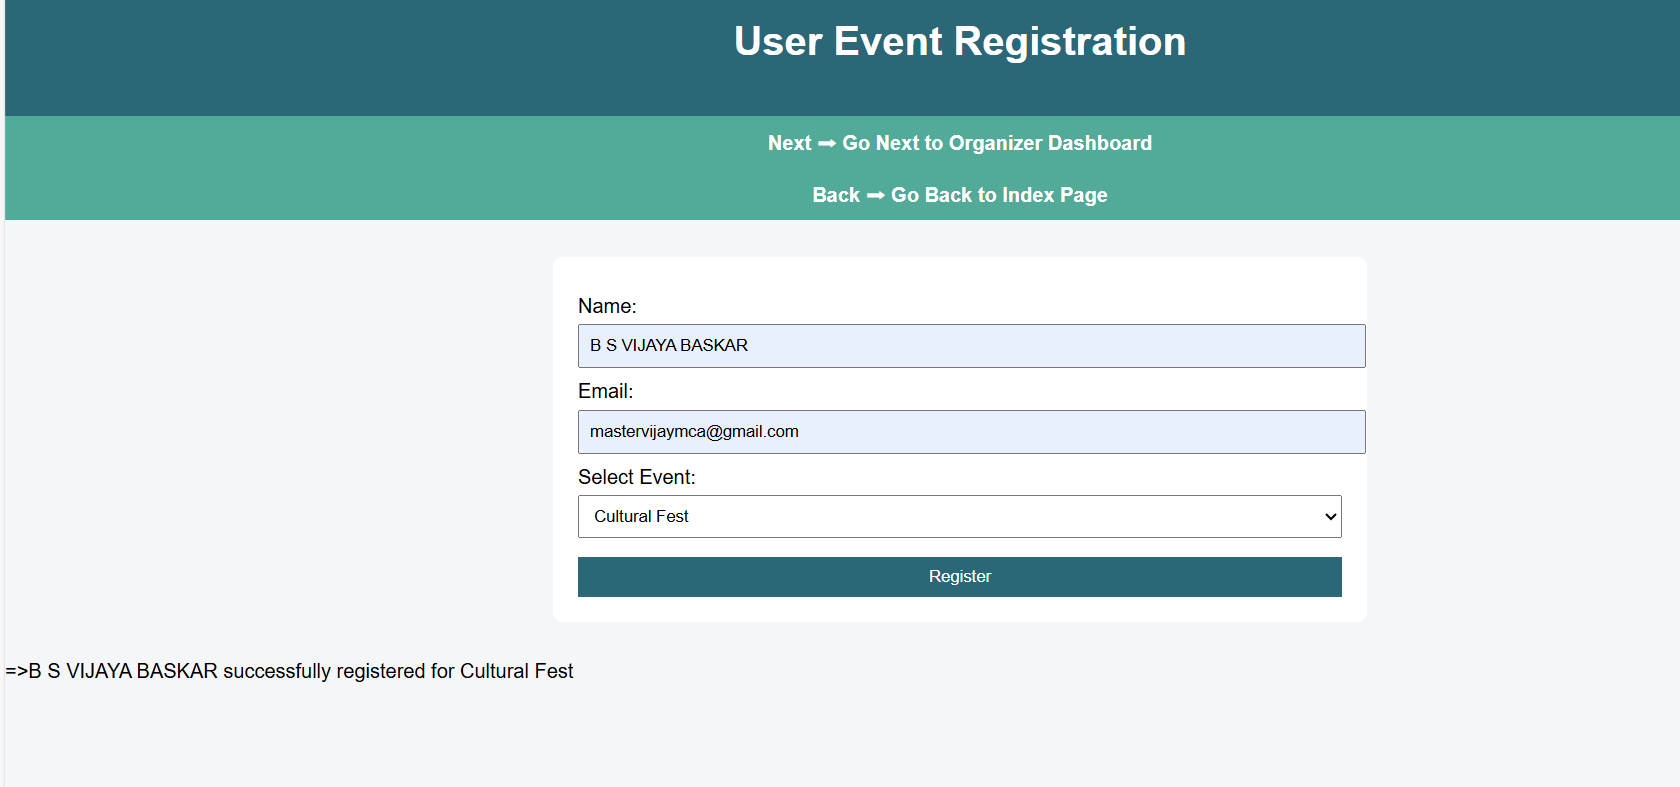 User Event Registration
Next ➡ Go Next to Organizer Dashboard
Back ➡ Go Back to Index Page
Name:
B S VIJAYA BASKAR
Email:
mastervijaymca@gmail.com
Select Event:
Cultural Fest
Register
=>B S VIJAYA BASKAR successfully registered for Cultural Fest